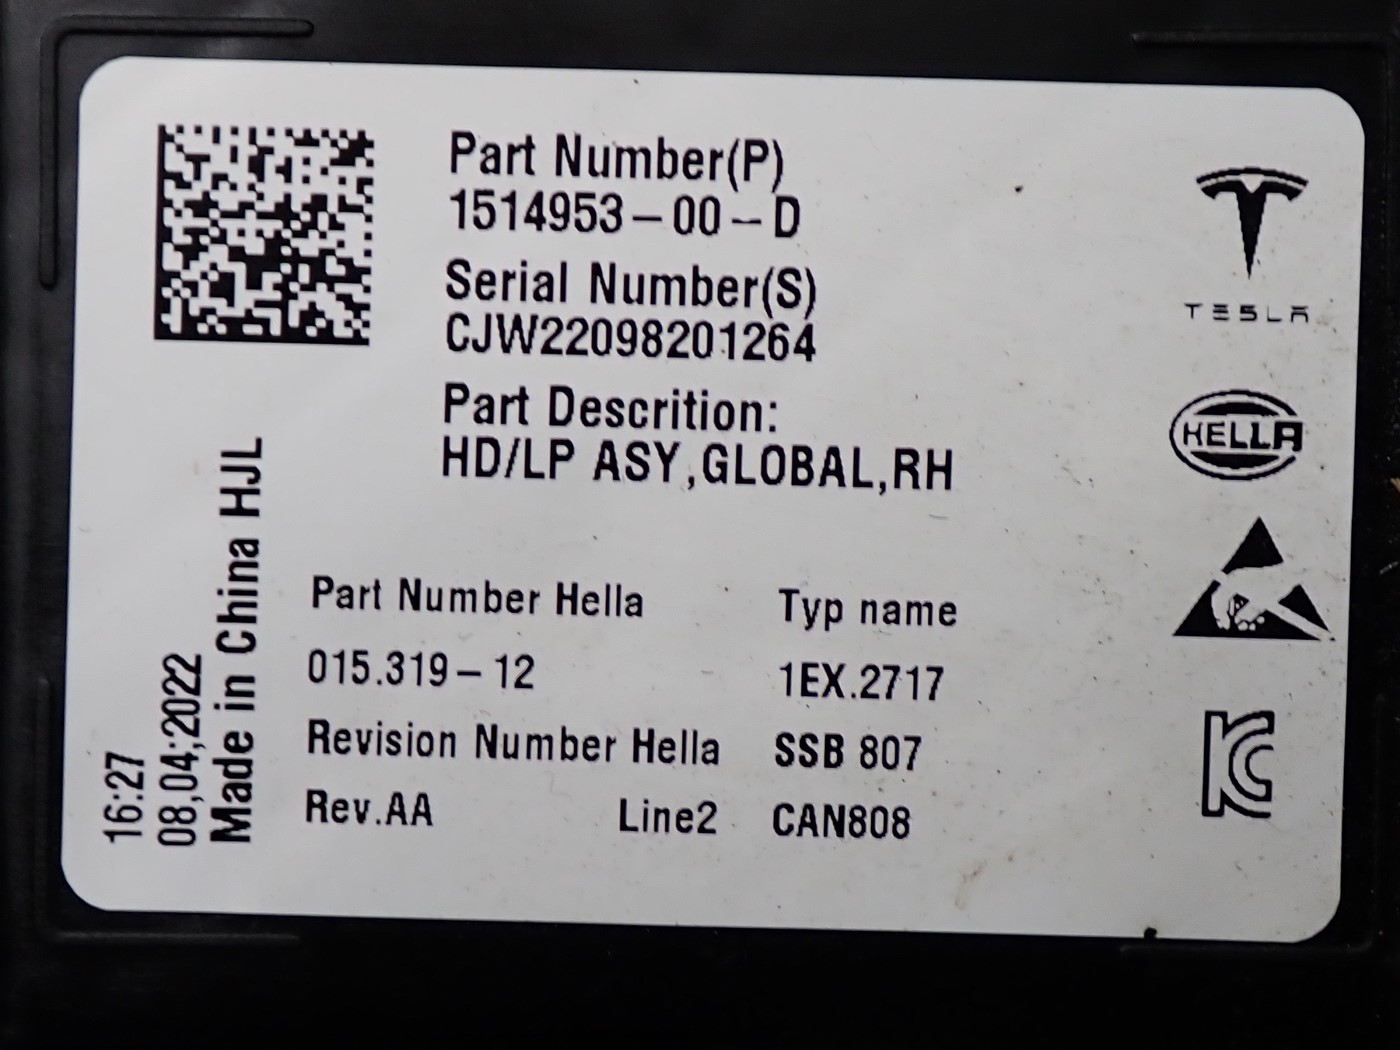 Part Number(P)
1514953-00-D
Serial Number(S)
CJW22098201264
Part Descrition:
HD/LP ASY,GLOBAL,RH
TESLA
HELLA
Part Number Hella
Typ name
015.319-12
1EX.2717
Revision Number Hella
SSB 807
Rev.AA
Line2
CAN808
16:27
08,04;2022
Made in China HJL